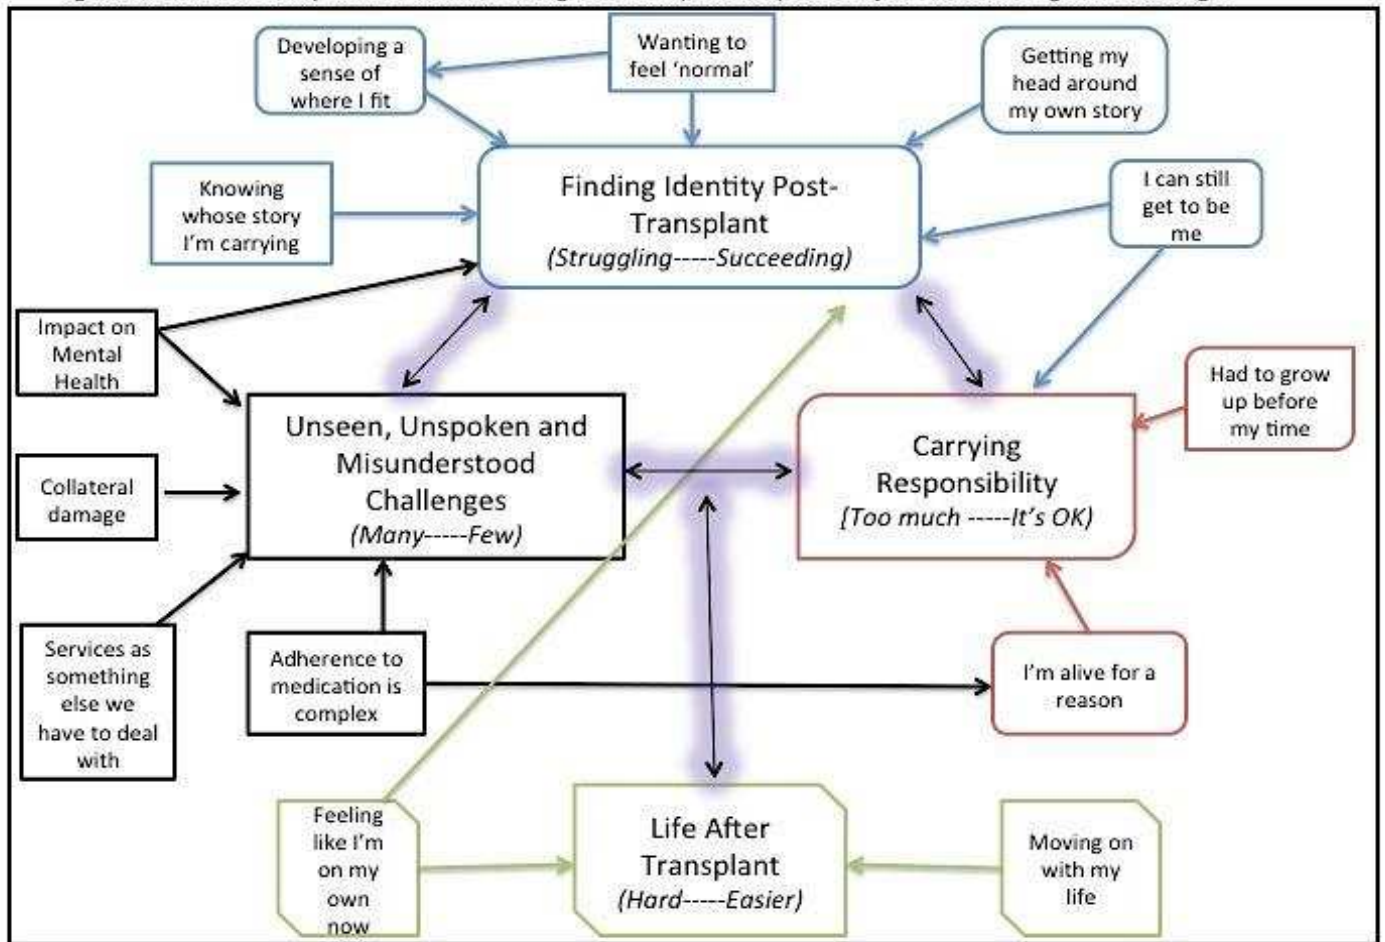 Developing a
sense of
where I fit
Wanting to
feel ‘normal’
Getting my
head around
my own story
Knowing
whose story
I’m carrying
Finding Identity Post-
Transplant
(Struggling-----Succeeding)
I can still
get to be
me
Impact on
Mental
Health
Had to grow
up before
my time
Unseen, Unspoken and
Misunderstood
Challenges
(Many-----Few)
Carrying
Responsibility
[Too much -----It’s OK)
Collateral
damage
Services as
something
else we
have to deal
with
Adherence to
medication is
complex
I’m alive for a
reason
Feeling
like I’m
on my
own
now
Life After
Transplant
(Hard-----Easier)
Moving on
with my
life